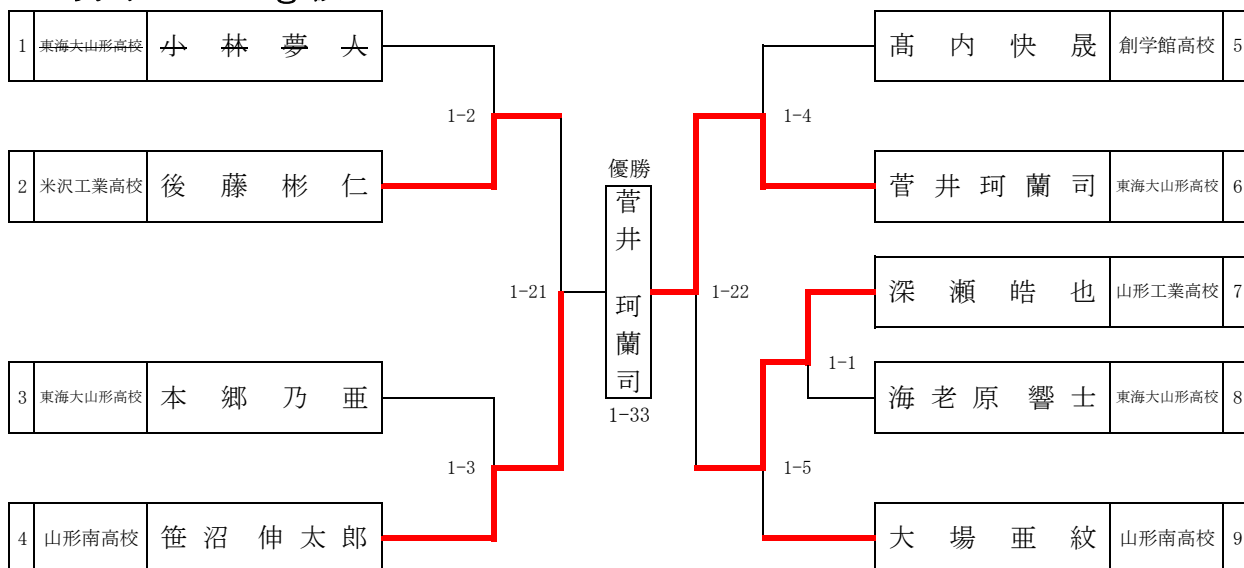 1 東海大山形高校 小林夢人
2 米沢工業高校 後藤彬仁
3 東海大山形高校 本郷乃亜
4 山形南高校 笹沼伸太郎
1-2
1-21
1-3
優勝
菅井 珂蘭司
1-33
1-4
1-22
1-1
1-5
髙内快晟 創学館高校 5
菅井珂蘭司 東海大山形高校 6
深瀬皓也 山形工業高校 7
海老原響士 東海大山形高校 8
大場亜紋 山形南高校 9